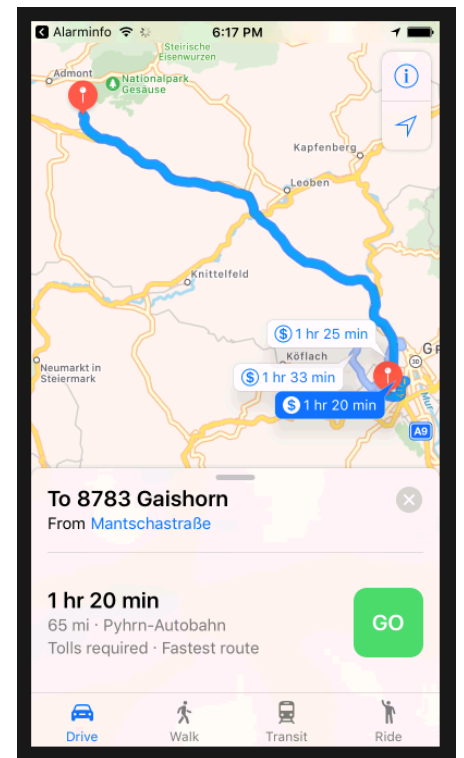 Alarminfo 6:17 PM
Steirische
Eisenwurzen
Admont
Nationalpark
Gesäuse
Kapfenberg
Leoben
Knittelfeld
$ 1 hr 25 min
Köflach
G
30
$ 1 hr 33 min
Neumarkt in
Steiermark
$ 1 hr 20 min
Mur
A9
To 8783 Gaishorn
From Mantschastraße
1 hr 20 min
65 mi · Pyhrn-Autobahn
Tolls required · Fastest route
GO
Drive Walk Transit Ride